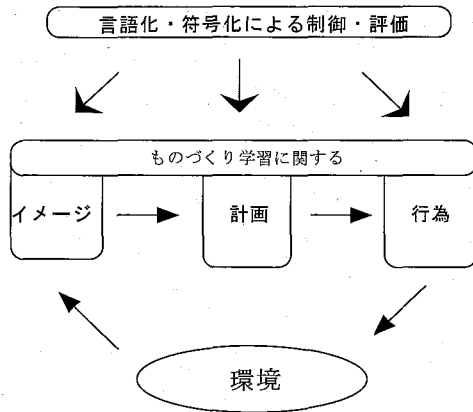 言語化・符号化による制御・評価
ものづくり学習に関する
イメージ
計画
行為
環境